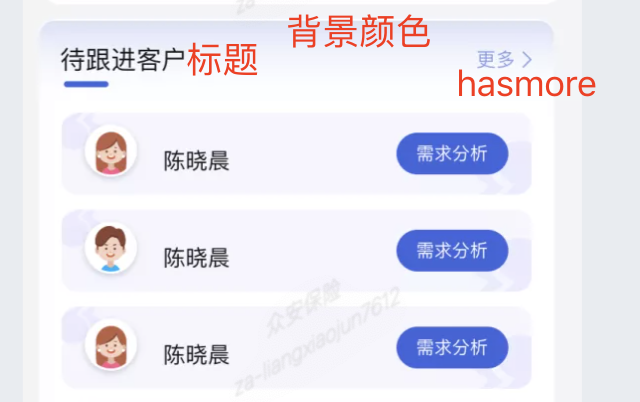 背景颜色
待跟进客户标题
更多 >
hasmore
陈晓晨
需求分析
陈晓晨
需求分析
众安保险
za-liangxiaojun7612
陈晓晨
需求分析